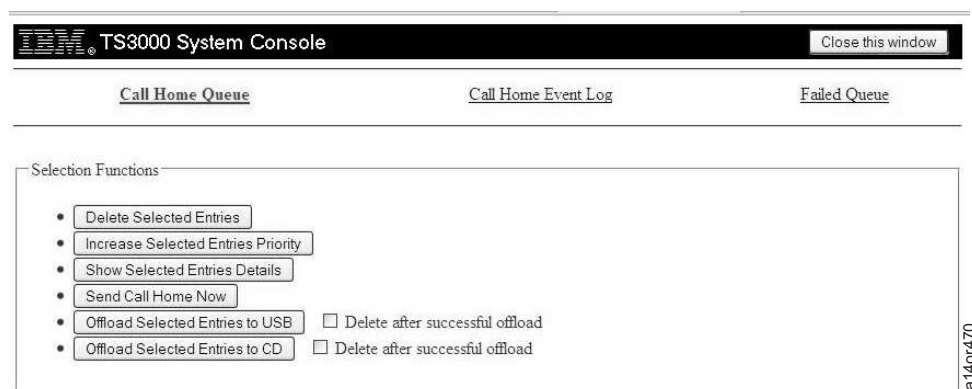 IBM® TS3000 System Console
Close this window
Call Home Queue
Call Home Event Log
Failed Queue
Selection Functions
Delete Selected Entries
Increase Selected Entries Priority
Show Selected Entries Details
Send Call Home Now
Offload Selected Entries to USB
Delete after successful offload
Offload Selected Entries to CD
Delete after successful offload
a14or470